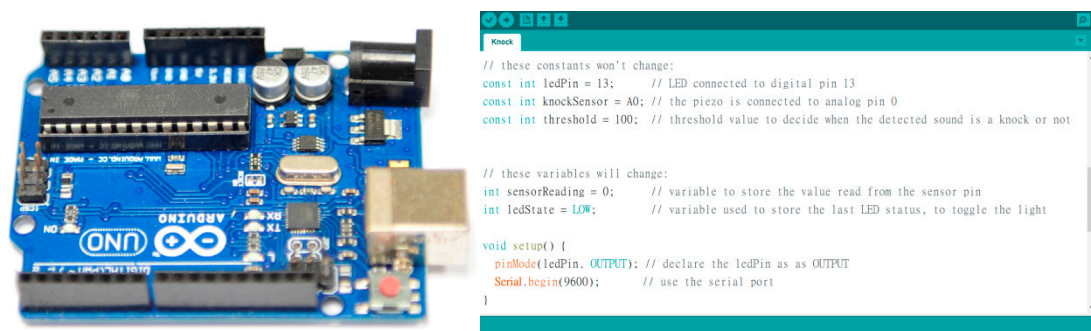 ON
ICSP
RX
TX
ARDUINO
UNO
Knock
// these constants won't change:
const int ledPin = 13;      // LED connected to digital pin 13
const int knockSensor = A0; // the piezo is connected to analog pin 0
const int threshold = 100;  // threshold value to decide when the detected sound is a knock or not
// these variables will change:
int sensorReading = 0;      // variable to store the value read from the sensor pin
int ledState = LOW;         // variable used to store the last LED status, to toggle the light
void setup() {
  pinMode(ledPin, OUTPUT); // declare the ledPin as as OUTPUT
  Serial.begin(9600);       // use the serial port
}